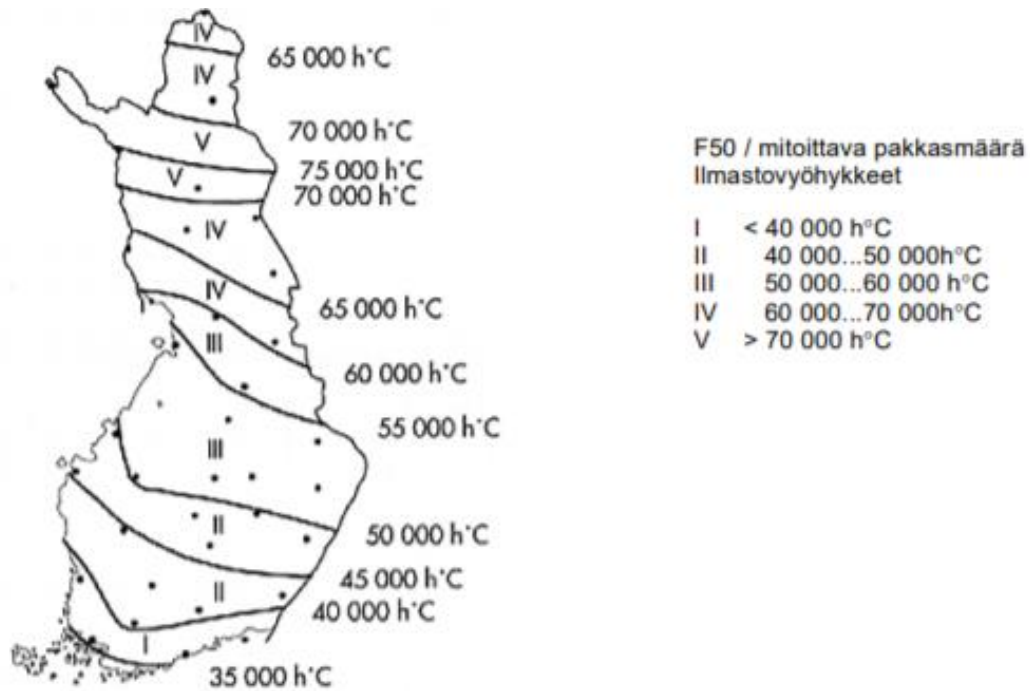 IV
65 000 h°C
IV
70 000 h°C
V
75 000 h°C
V
70 000 h°C
IV
IV
65 000 h°C
III
60 000 h°C
55 000 h°C
III
II
50 000 h°C
45 000 h°C
II
40 000 h°C
I
35 000 h°C
F50 / mitoittava pakkasmäärä
Ilmastovyöhykkeet
I < 40 000 h°C
II 40 000...50 000h°C
III 50 000...60 000 h°C
IV 60 000...70 000h°C
V > 70 000 h°C